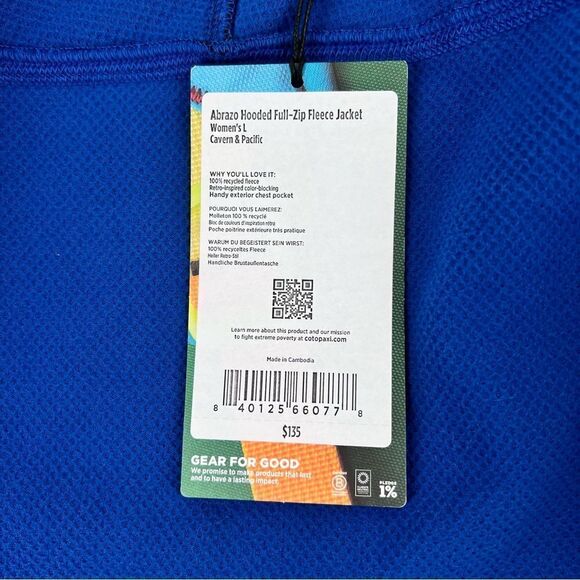 Abrazo Hooded Full-Zip Fleece Jacket
Women's L
Cavern & Pacific
WHY YOU'LL LOVE IT:
100% recycled fleece
Retro-inspired color-blocking
Handy exterior chest pocket
POURQUOI VOUS L'AIMEREZ:
Molleton 100 % recyclé
Bloc de couleurs d'inspiration rétro
Poche poitrine extérieure très pratique
WARUM DU BEGEISTERT SEIN WIRST:
100% recyceltes Fleece
Heller Retro-Stil
Handliche Brustaußentasche
Learn more about this product and our mission
to fight extreme poverty at cotopaxi.com
Made in Cambodia
8 40125 66077 8
$135
GEAR FOR GOOD
We promise to make products that last
and to have a lasting impact.
B
PLEDGE
1%